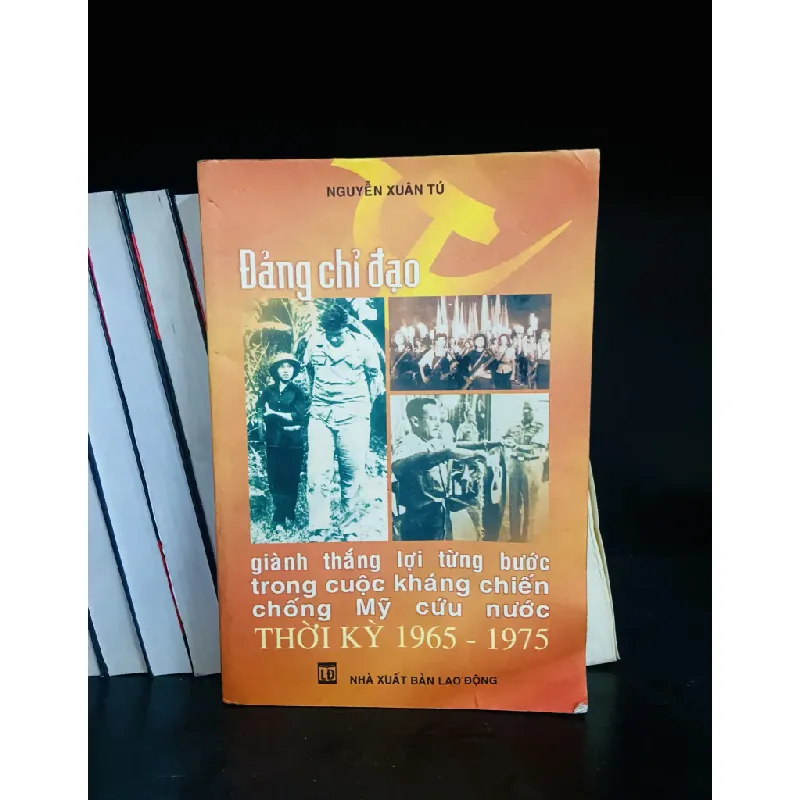 NGUYỄN XUÂN TÚ
Đảng chỉ đạo
giành thắng lợi từng bước
trong cuộc kháng chiến
chống Mỹ cứu nước
THỜI KỲ 1965 - 1975
LĐ
NHÀ XUẤT BẢN LAO ĐỘNG